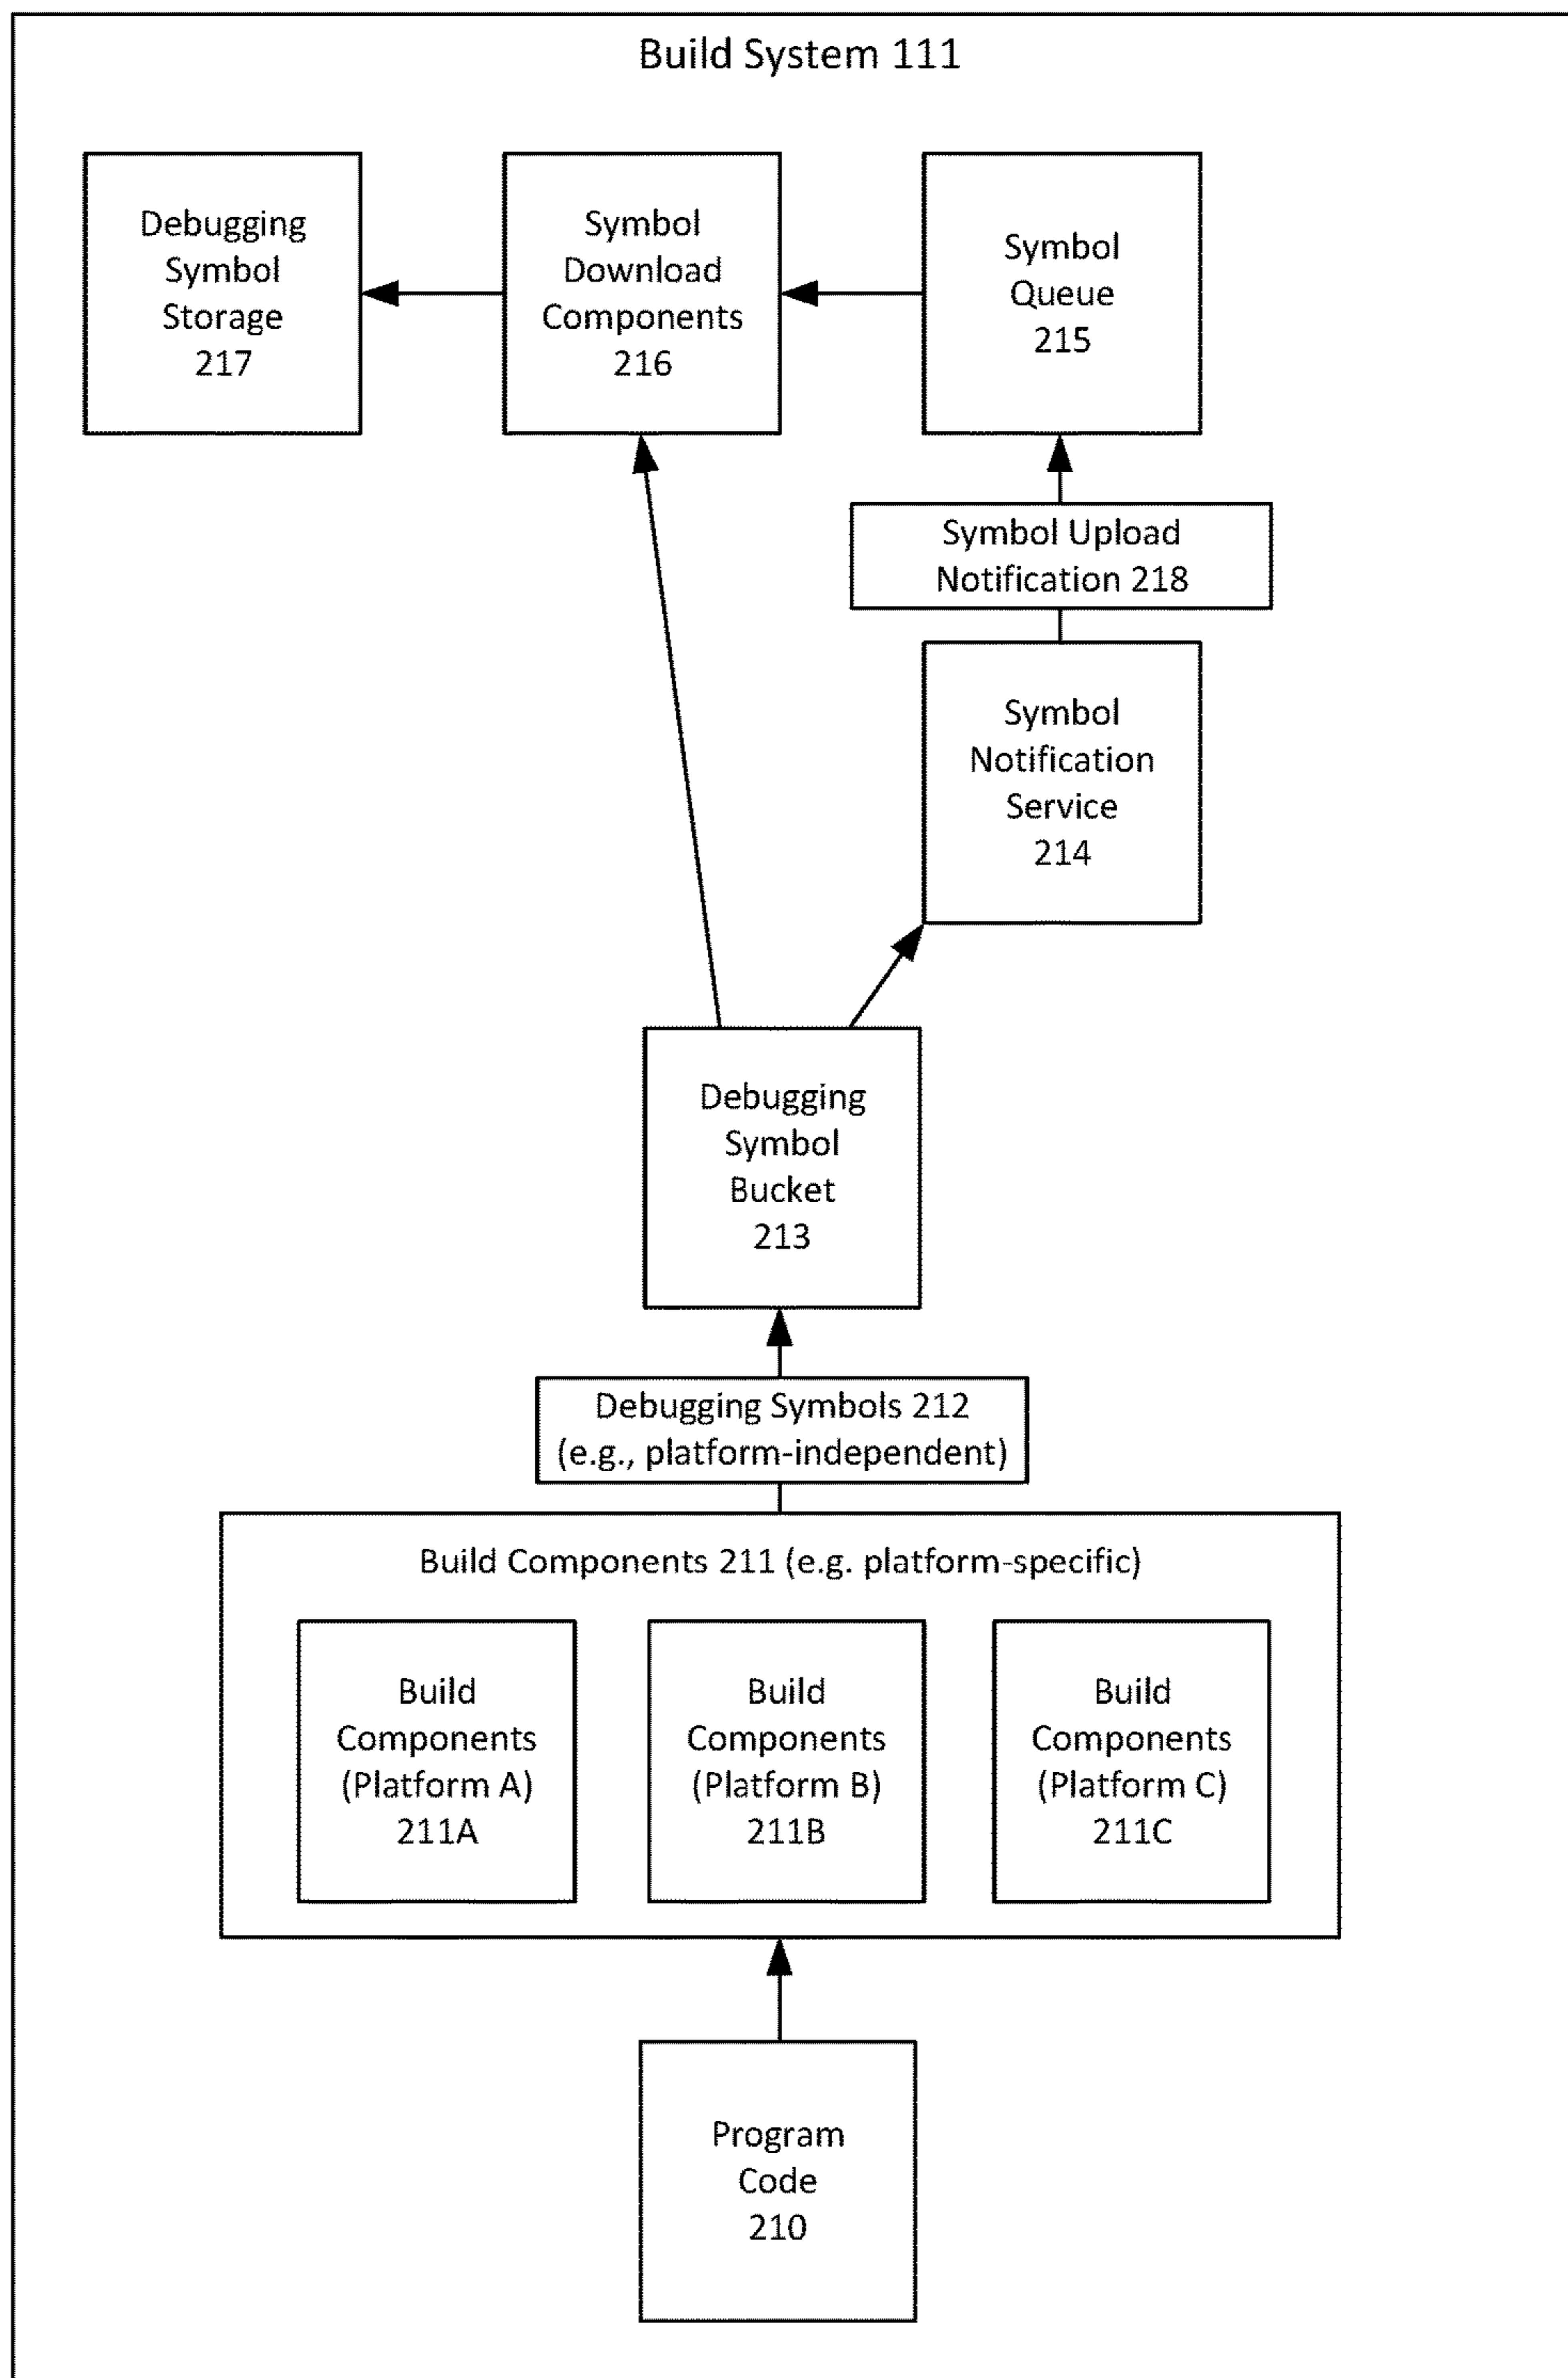 Build System 111
Debugging
Symbol
Storage
217
Symbol
Download
Components
216
Symbol
Queue
215
Symbol Upload
Notification 218
Symbol
Notification
Service
214
Debugging
Symbol
Bucket
213
Debugging Symbols 212
(e.g., platform-independent)
Build Components 211 (e.g. platform-specific)
Build
Components
(Platform A)
211A
Build
Components
(Platform B)
211B
Build
Components
(Platform C)
211C
Program
Code
210